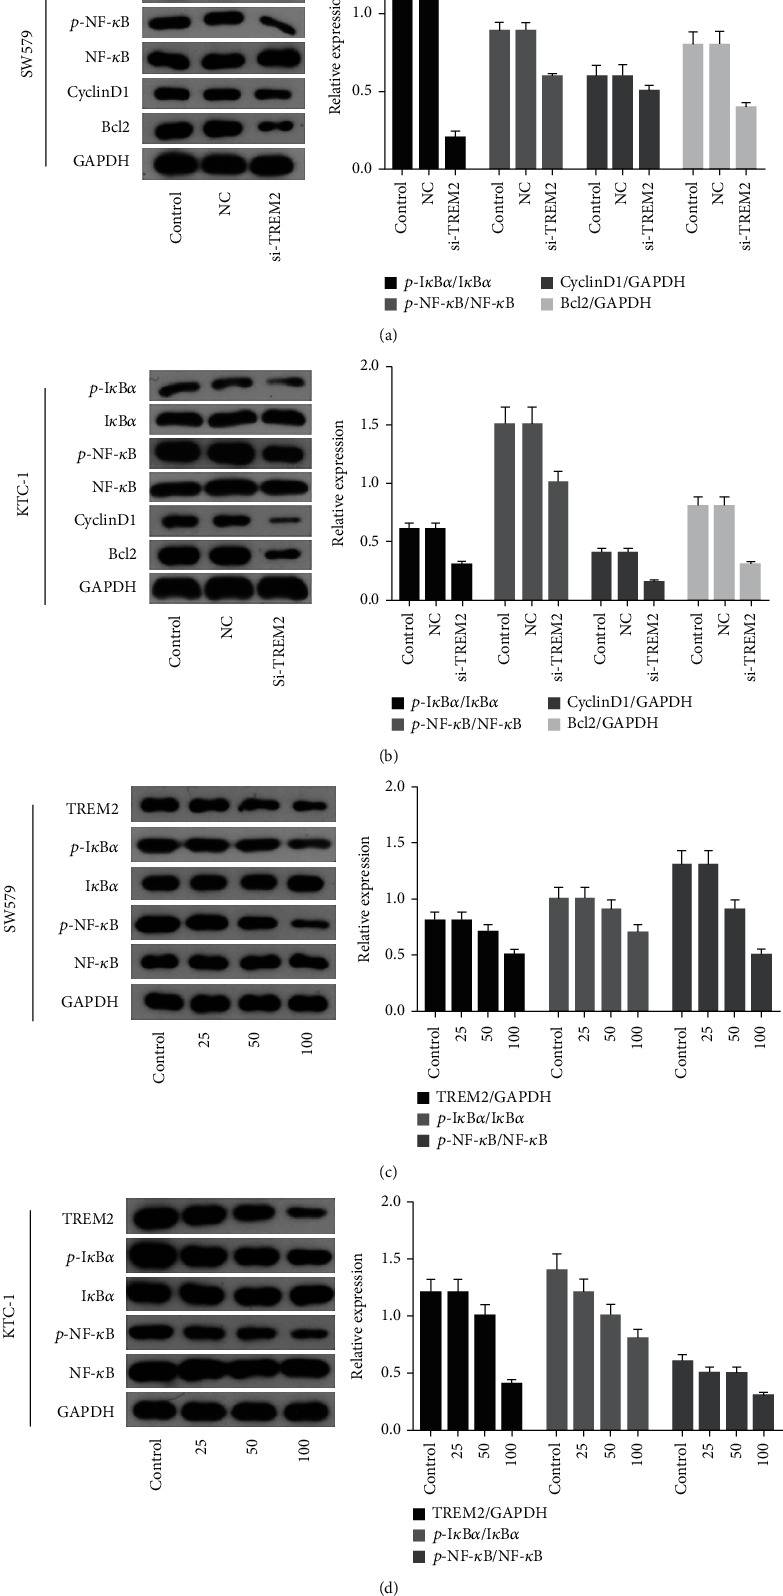 SW579
p-NF-κB
NF-κB
CyclinD1
Bcl2
GAPDH
Control
NC
si-TREM2
Relative expression
1.0
0.5
0.0
Control
NC
si-TREM2
Control
NC
si-TREM2
Control
NC
si-TREM2
Control
NC
si-TREM2
p-IκBα/IκBα
CyclinD1/GAPDH
p-NF-κB/NF-κB
Bcl2/GAPDH
(a)
KTC-1
p-IκBα
IκBα
p-NF-κB
NF-κB
CyclinD1
Bcl2
GAPDH
Control
NC
Si-TREM2
Relative expression
2.0
1.5
1.0
0.5
0.0
Control
NC
si-TREM2
Control
NC
si-TREM2
Control
NC
si-TREM2
Control
NC
si-TREM2
p-IκBα/IκBα
CyclinD1/GAPDH
p-NF-κB/NF-κB
Bcl2/GAPDH
(b)
SW579
TREM2
p-IκBα
IκBα
p-NF-κB
NF-κB
GAPDH
Control
25
50
100
Relative expression
2.0
1.5
1.0
0.5
0.0
Control
25
50
100
Control
25
50
100
Control
25
50
100
TREM2/GAPDH
p-IκBα/IκBα
p-NF-κB/NF-κB
(c)
KTC-1
TREM2
p-IκBα
IκBα
p-NF-κB
NF-κB
GAPDH
Control
25
50
100
Relative expression
2.0
1.5
1.0
0.5
0.0
Control
25
50
100
Control
25
50
100
Control
25
50
100
TREM2/GAPDH
p-IκBα/IκBα
p-NF-κB/NF-κB
(d)